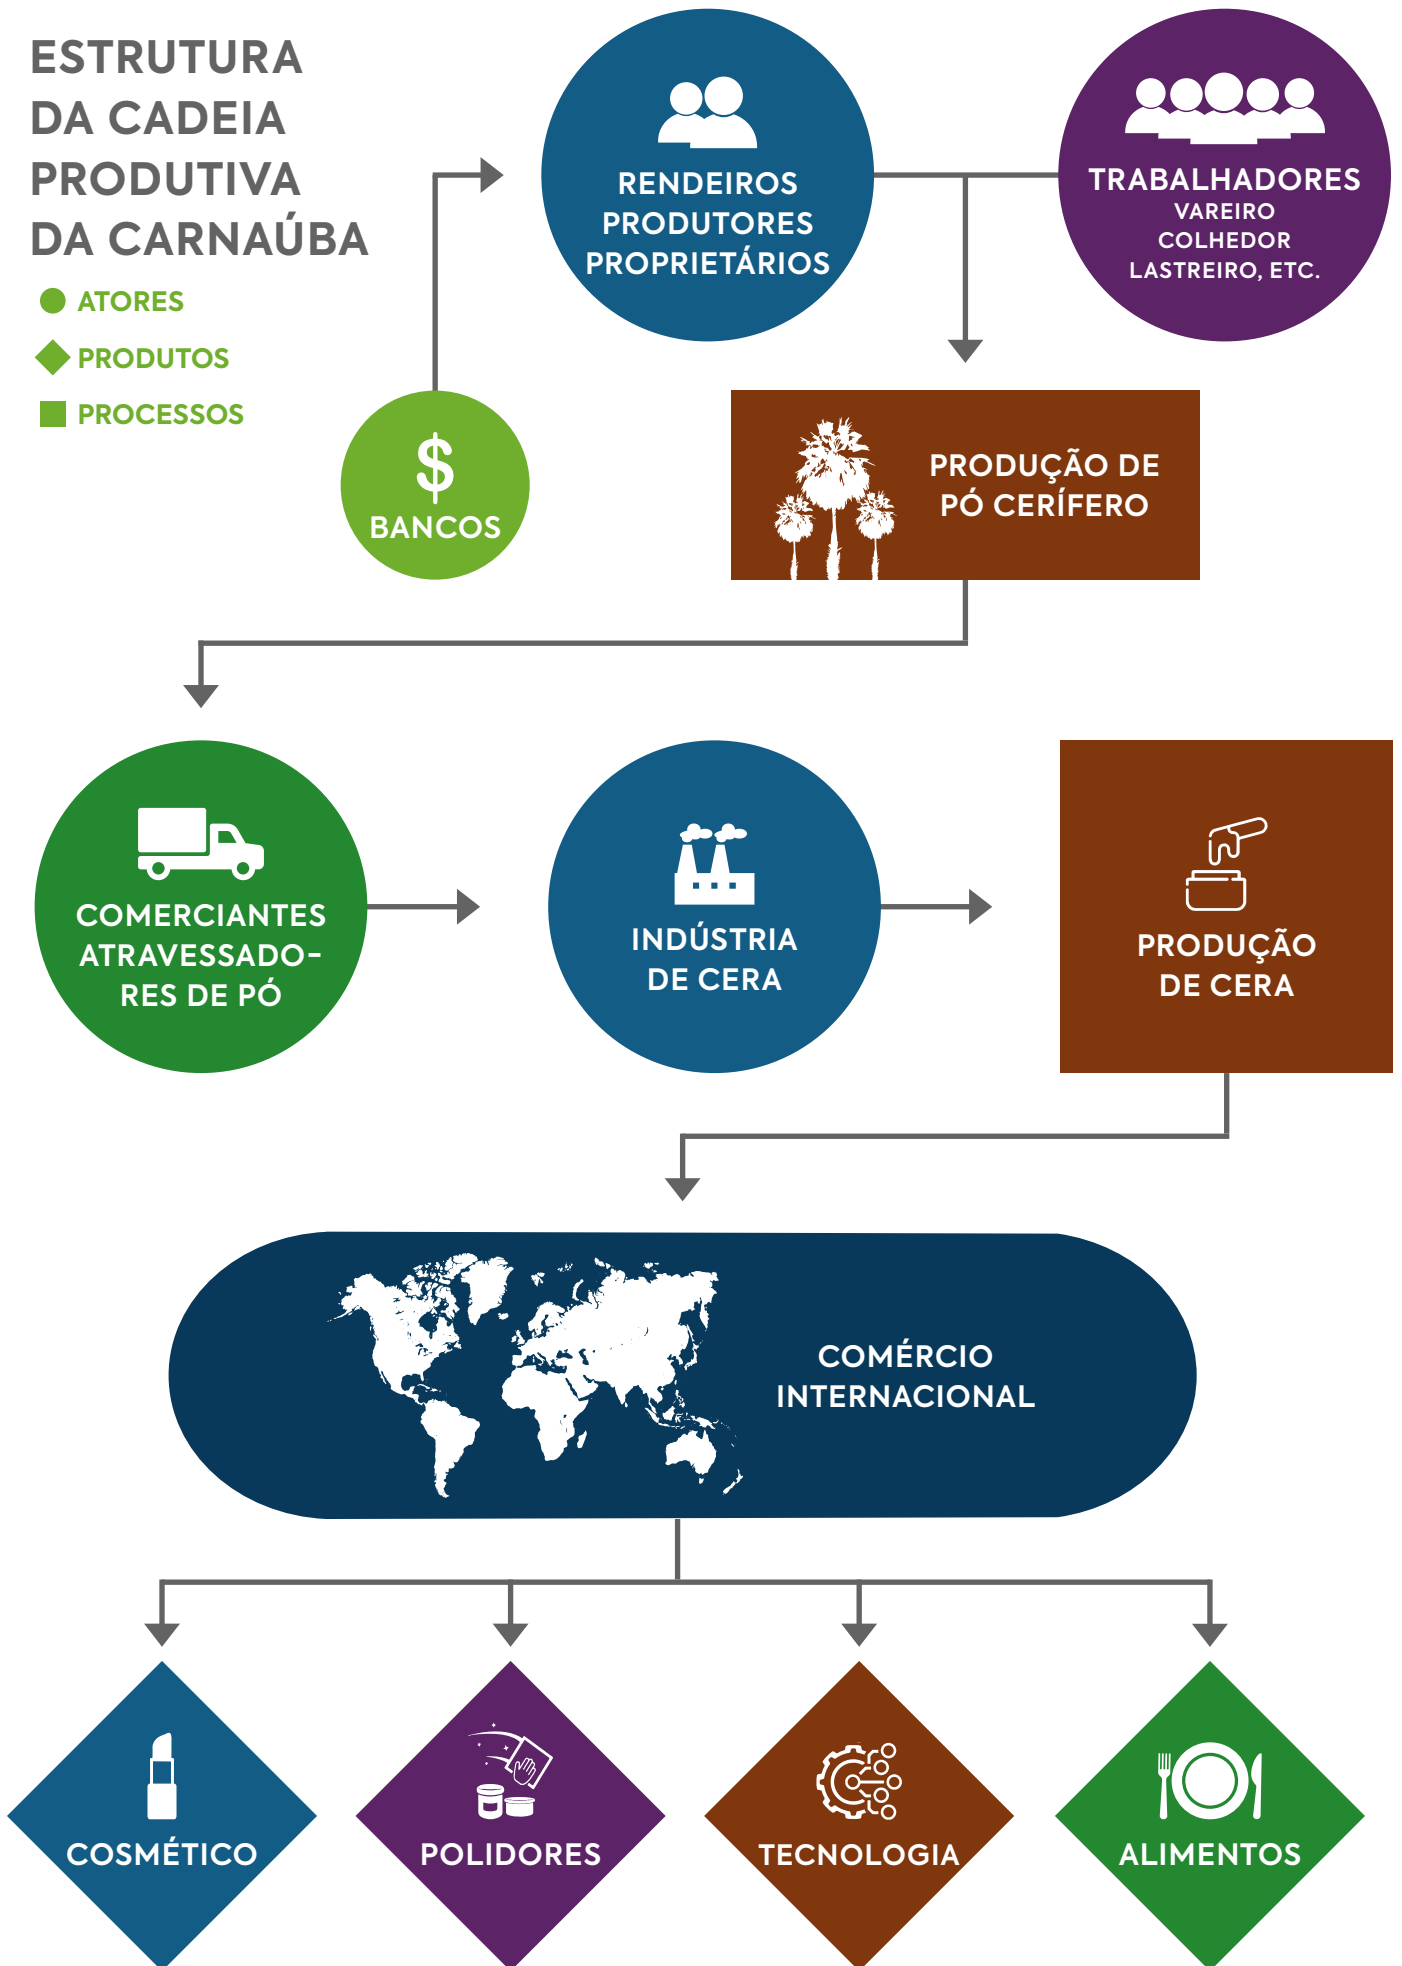 ESTRUTURA
DA CADEIA
PRODUTIVA
DA CARNAÚBA
ATORES
PRODUTOS
PROCESSOS
RENDEIROS
PRODUTORES
PROPRIETÁRIOS
TRABALHADORES
VAREIRO
COLHEDOR
LASTREIRO, ETC.
$
BANCOS
PRODUÇÃO DE
PÓ CERÍFERO
COMERCIANTES
ATRAVESSADO-
RES DE PÓ
INDÚSTRIA
DE CERA
PRODUÇÃO
DE CERA
COMÉRCIO
INTERNACIONAL
COSMÉTICO
POLIDORES
TECNOLOGIA
ALIMENTOS